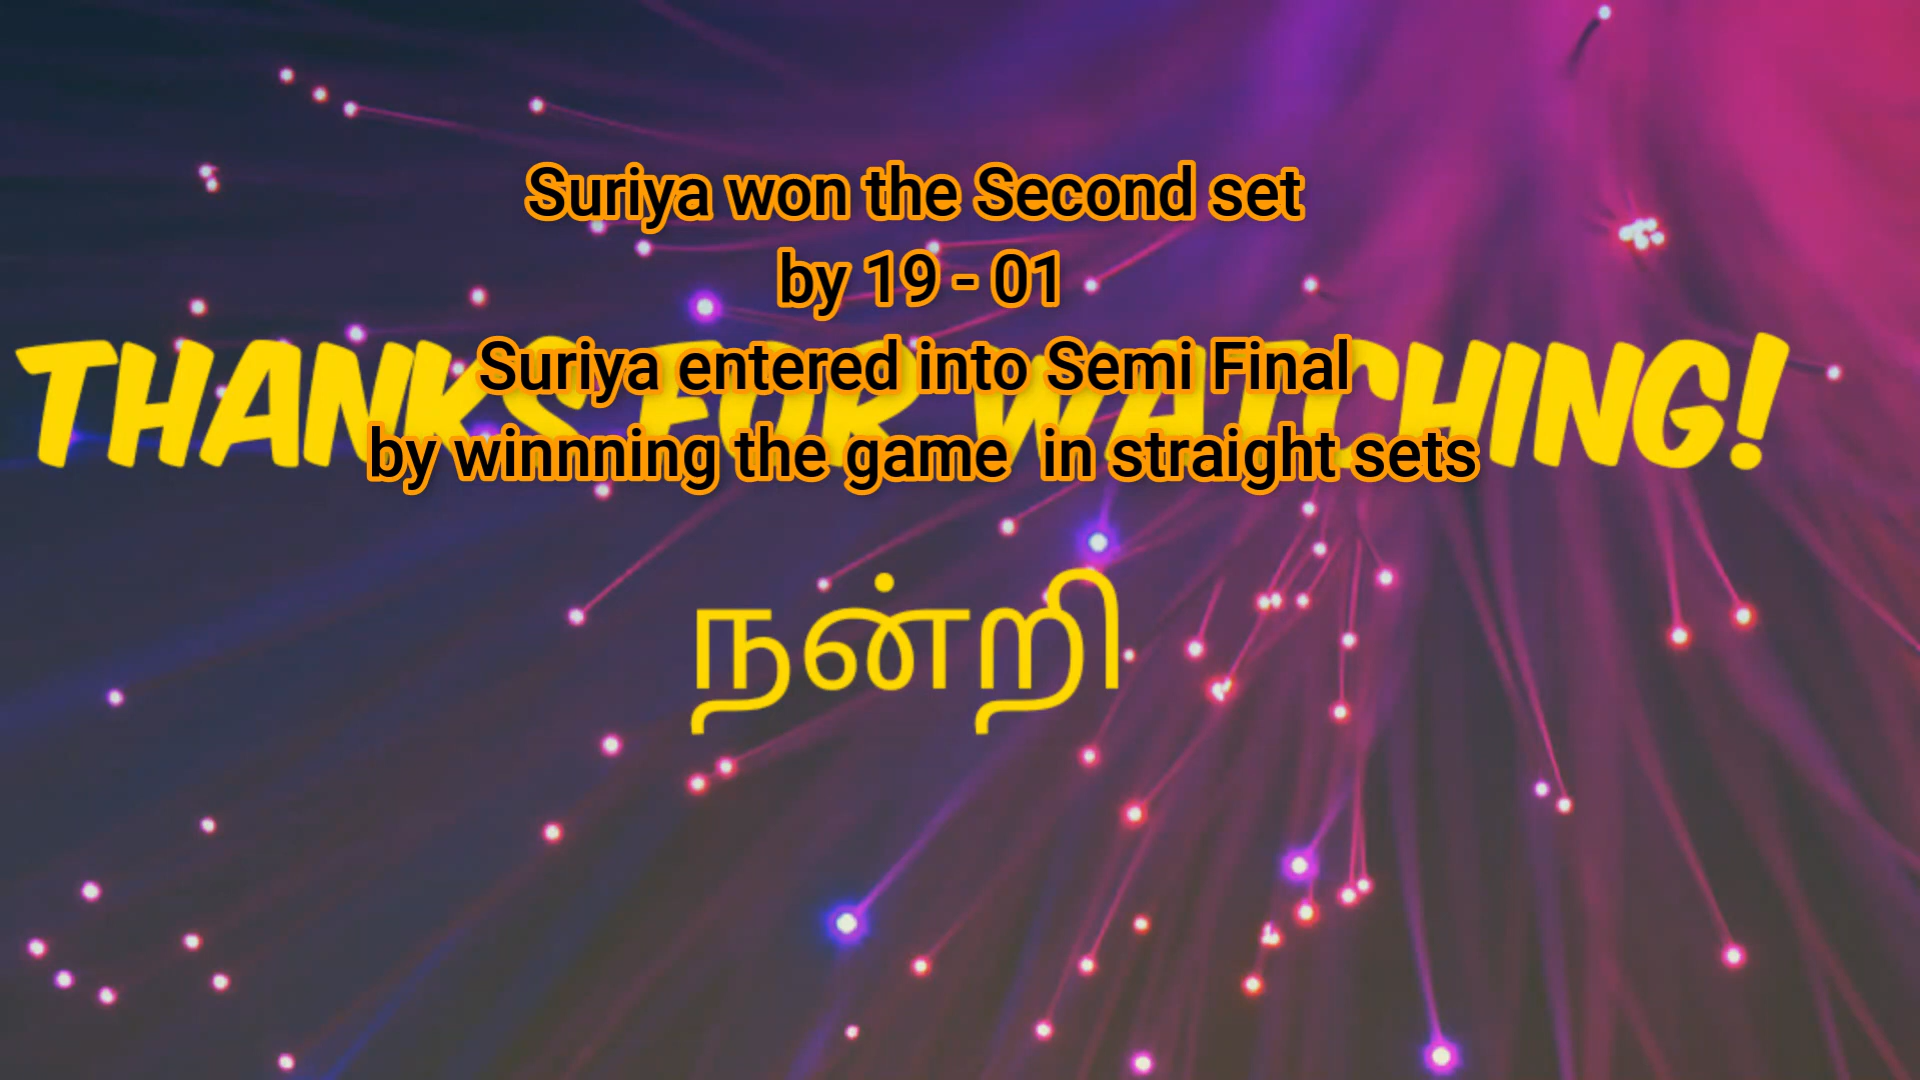 Suriya won the Second set
by 19 - 01
Suriya entered into Semi Final
THANKS FOR WATCHING!
by winnning the game  in straight sets
நன்றி